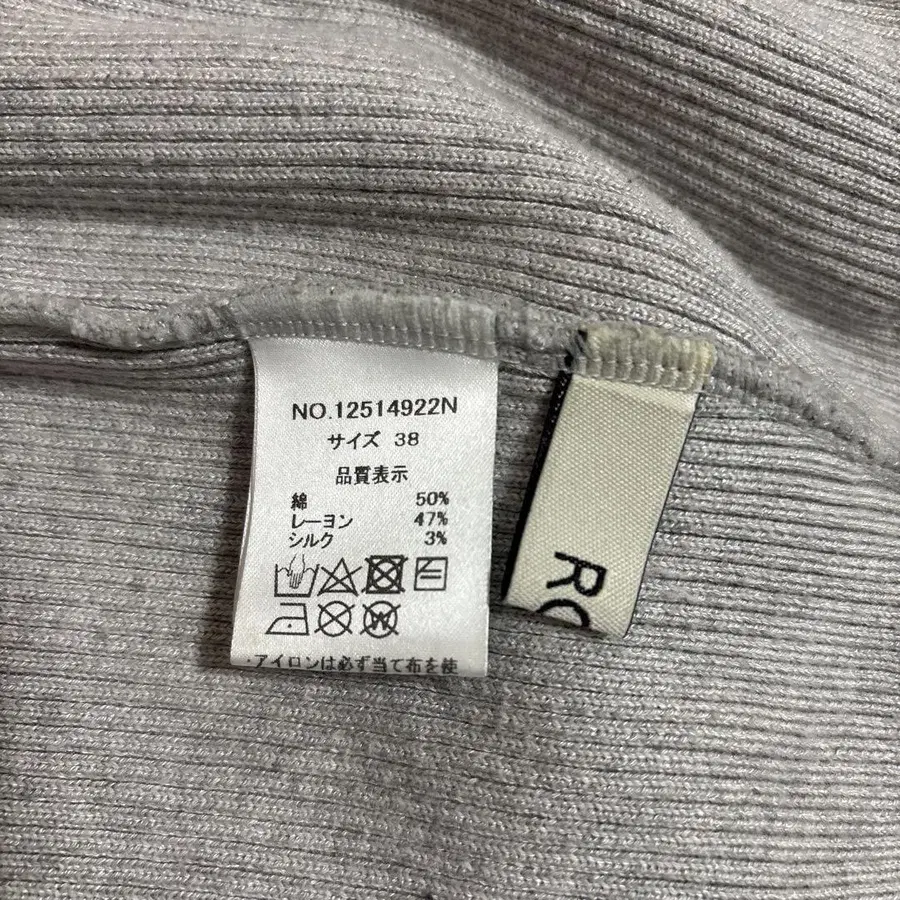 NO.12514922N
サイズ 38
品質表示
綿 50%
レーヨン 47%
シルク 3%
・アイロンは必ず当て布を使
RO